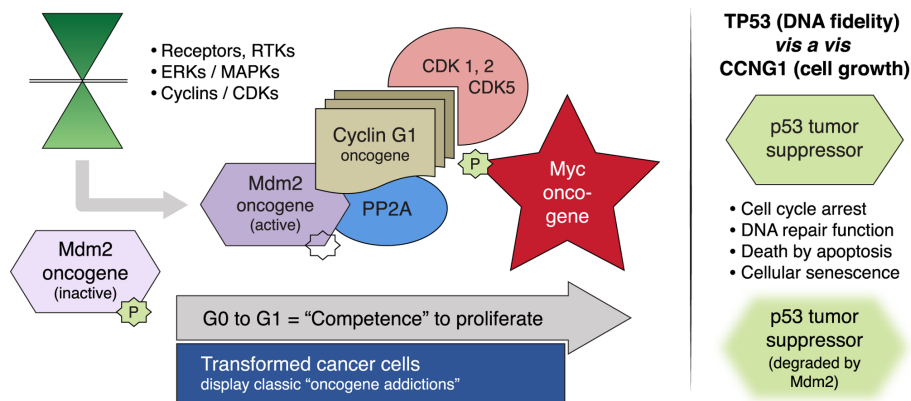 • Receptors, RTKs
• ERKs / MAPKs
• Cyclins / CDKs
CDK 1, 2
CDK5
Cyclin G1
oncogene
P
Mdm2
oncogene
(active)
PP2A
Myc
onco-
gene
Mdm2
oncogene
(inactive)
P
G0 to G1 = “Competence” to proliferate
Transformed cancer cells
display classic “oncogene addictions”
TP53 (DNA fidelity)
vis a vis
CCNG1 (cell growth)
p53 tumor
suppressor
• Cell cycle arrest
• DNA repair function
• Death by apoptosis
• Cellular senescence
p53 tumor
suppressor
(degraded by
Mdm2)